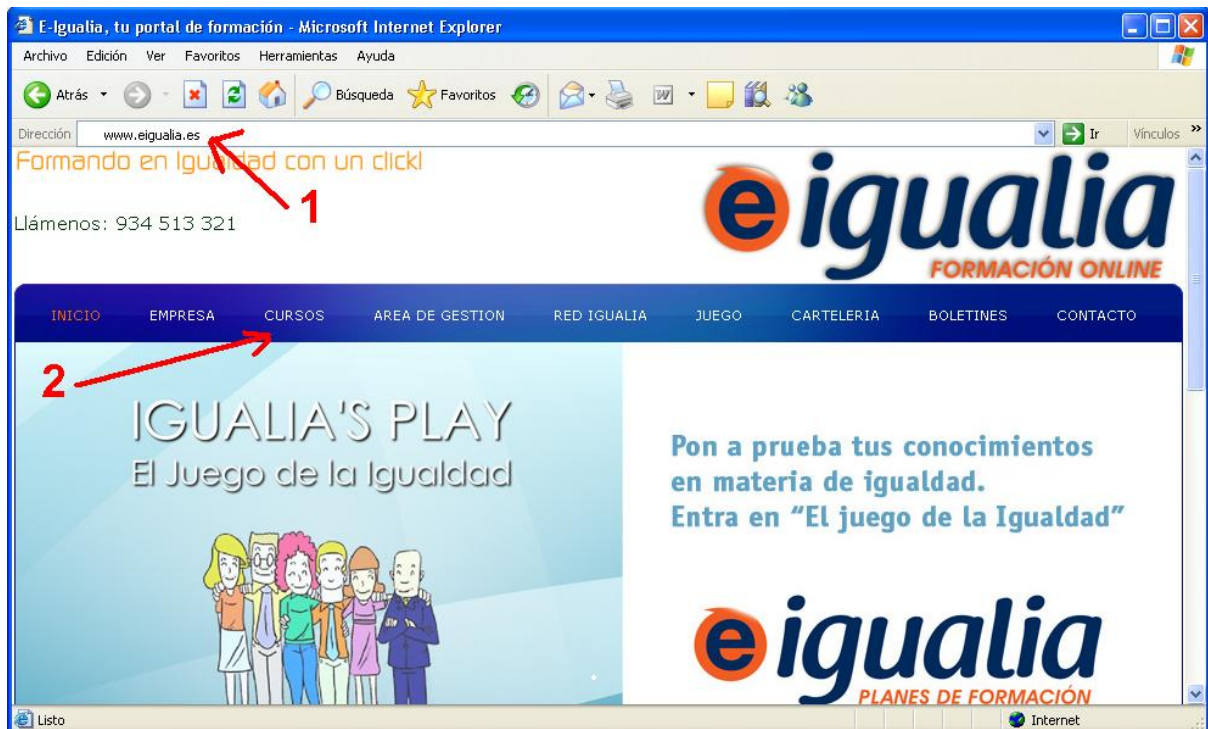 E-Igualia, tu portal de formación - Microsoft Internet Explorer
Archivo Edición Ver Favoritos Herramientas Ayuda
Atrás Búsqueda Favoritos
Dirección www.eigualia.es Ir Vínculos »
Formando en Igualdad con un click!
1
Llámenos: 934 513 321
e igualia
FORMACIÓN ONLINE
INICIO EMPRESA CURSOS AREA DE GESTION RED IGUALIA JUEGO CARTELERIA BOLETINES CONTACTO
2
IGUALIA'S PLAY
El Juego de la Igualdad
Pon a prueba tus conocimientos
en materia de igualdad.
Entra en “El juego de la Igualdad”
e igualia
PLANES DE FORMACIÓN
Listo Internet